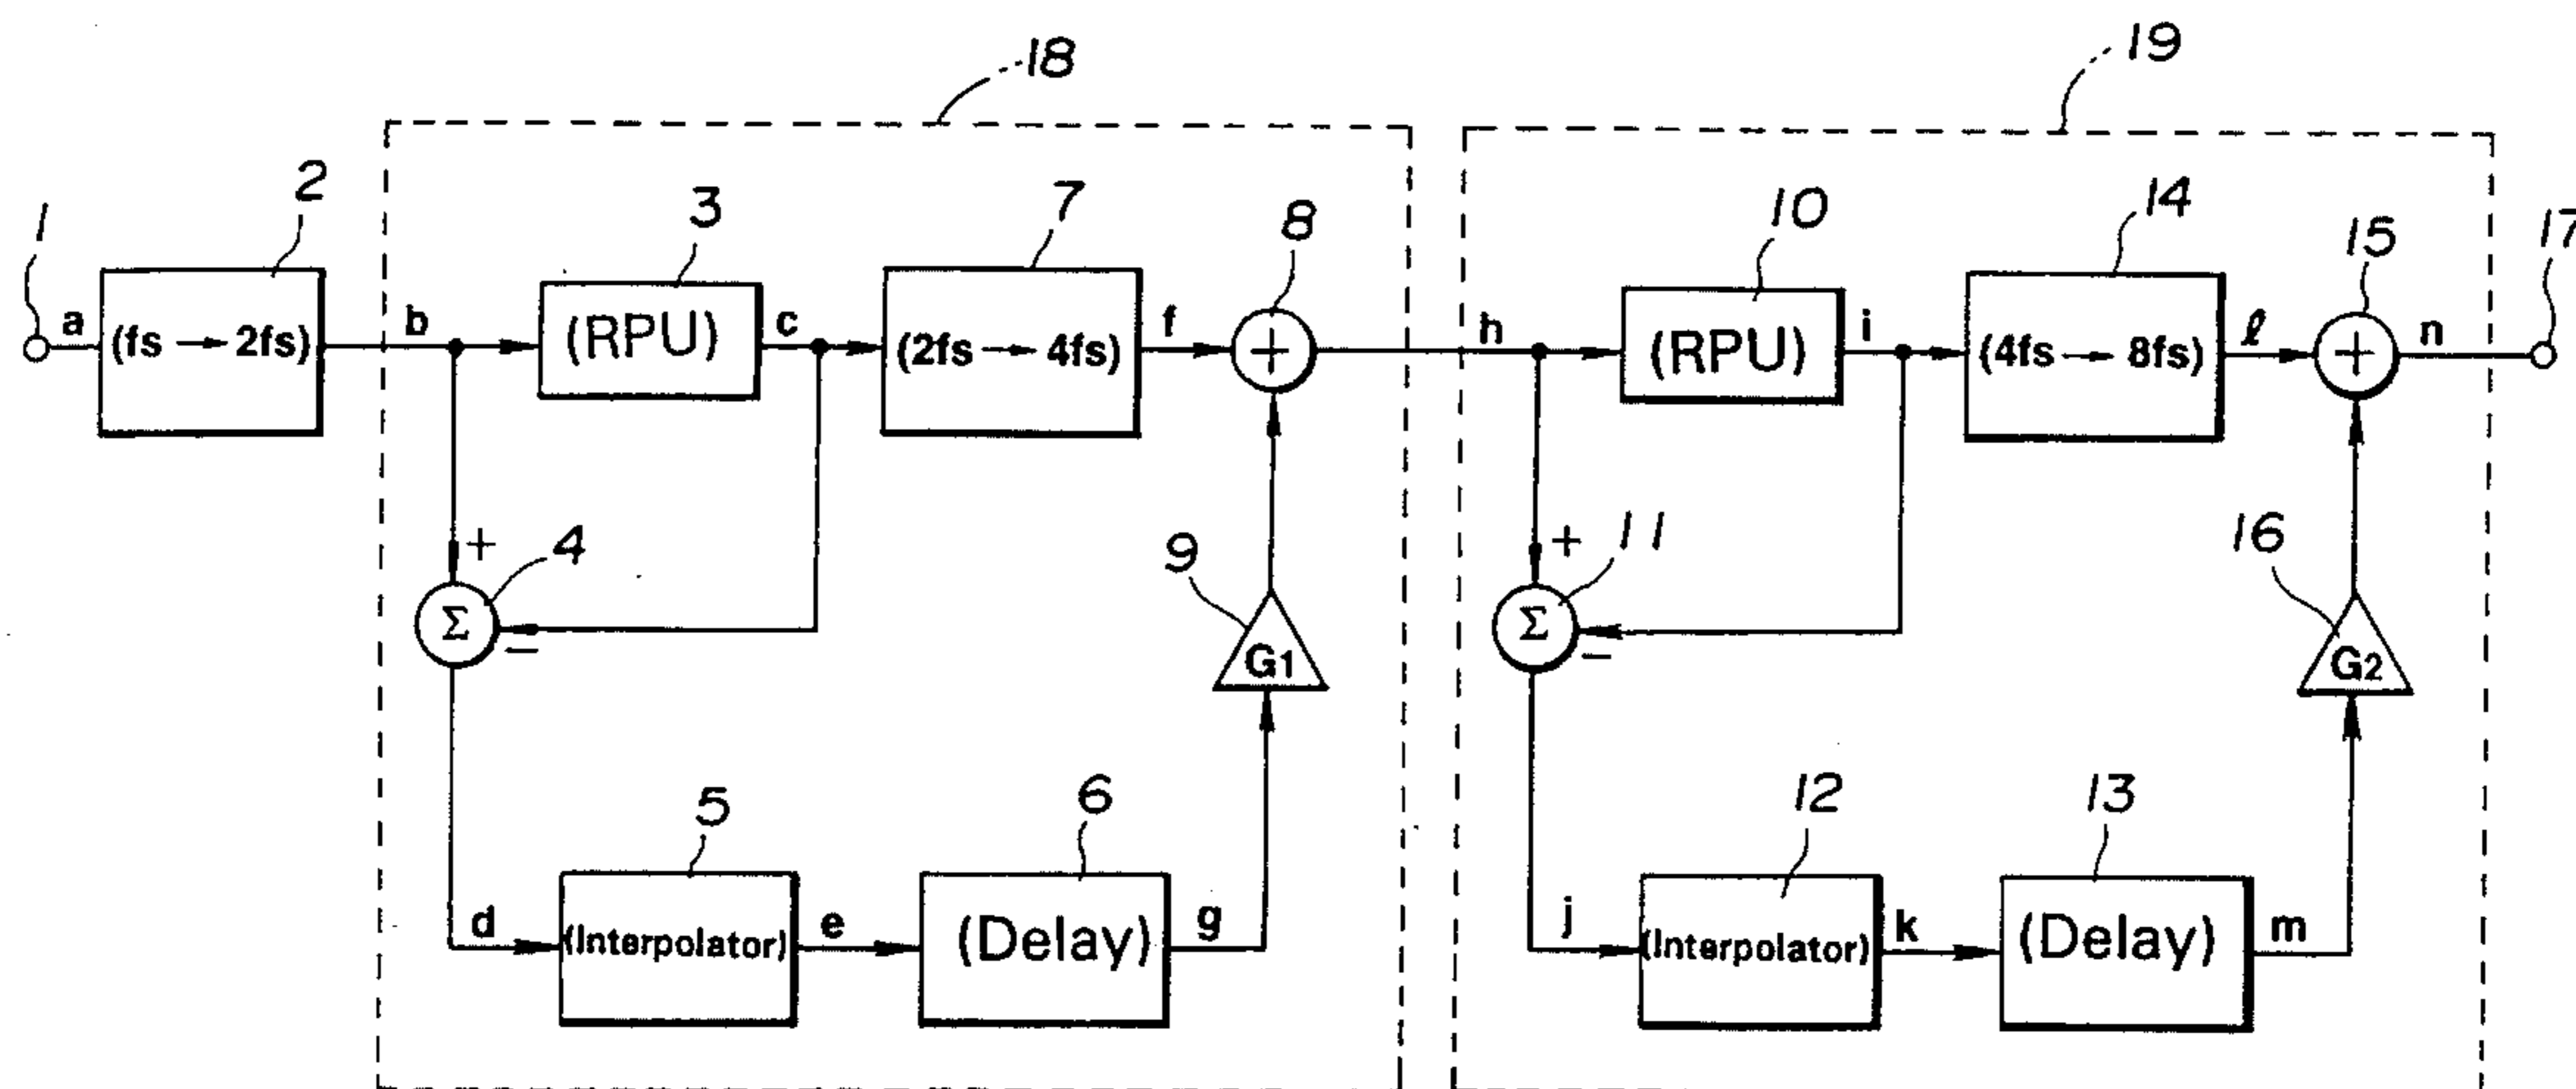 18
19
1
2
3
7
8
10
14
15
17
a
(fs → 2fs)
b
(RPU)
c
(2fs → 4fs)
f
+
h
(RPU)
i
(4fs → 8fs)
ℓ
+
n
+
4
Σ
−
9
G1
+
11
Σ
−
16
G2
5
6
12
13
d
(Interpolator)
e
(Delay)
g
j
(Interpolator)
k
(Delay)
m